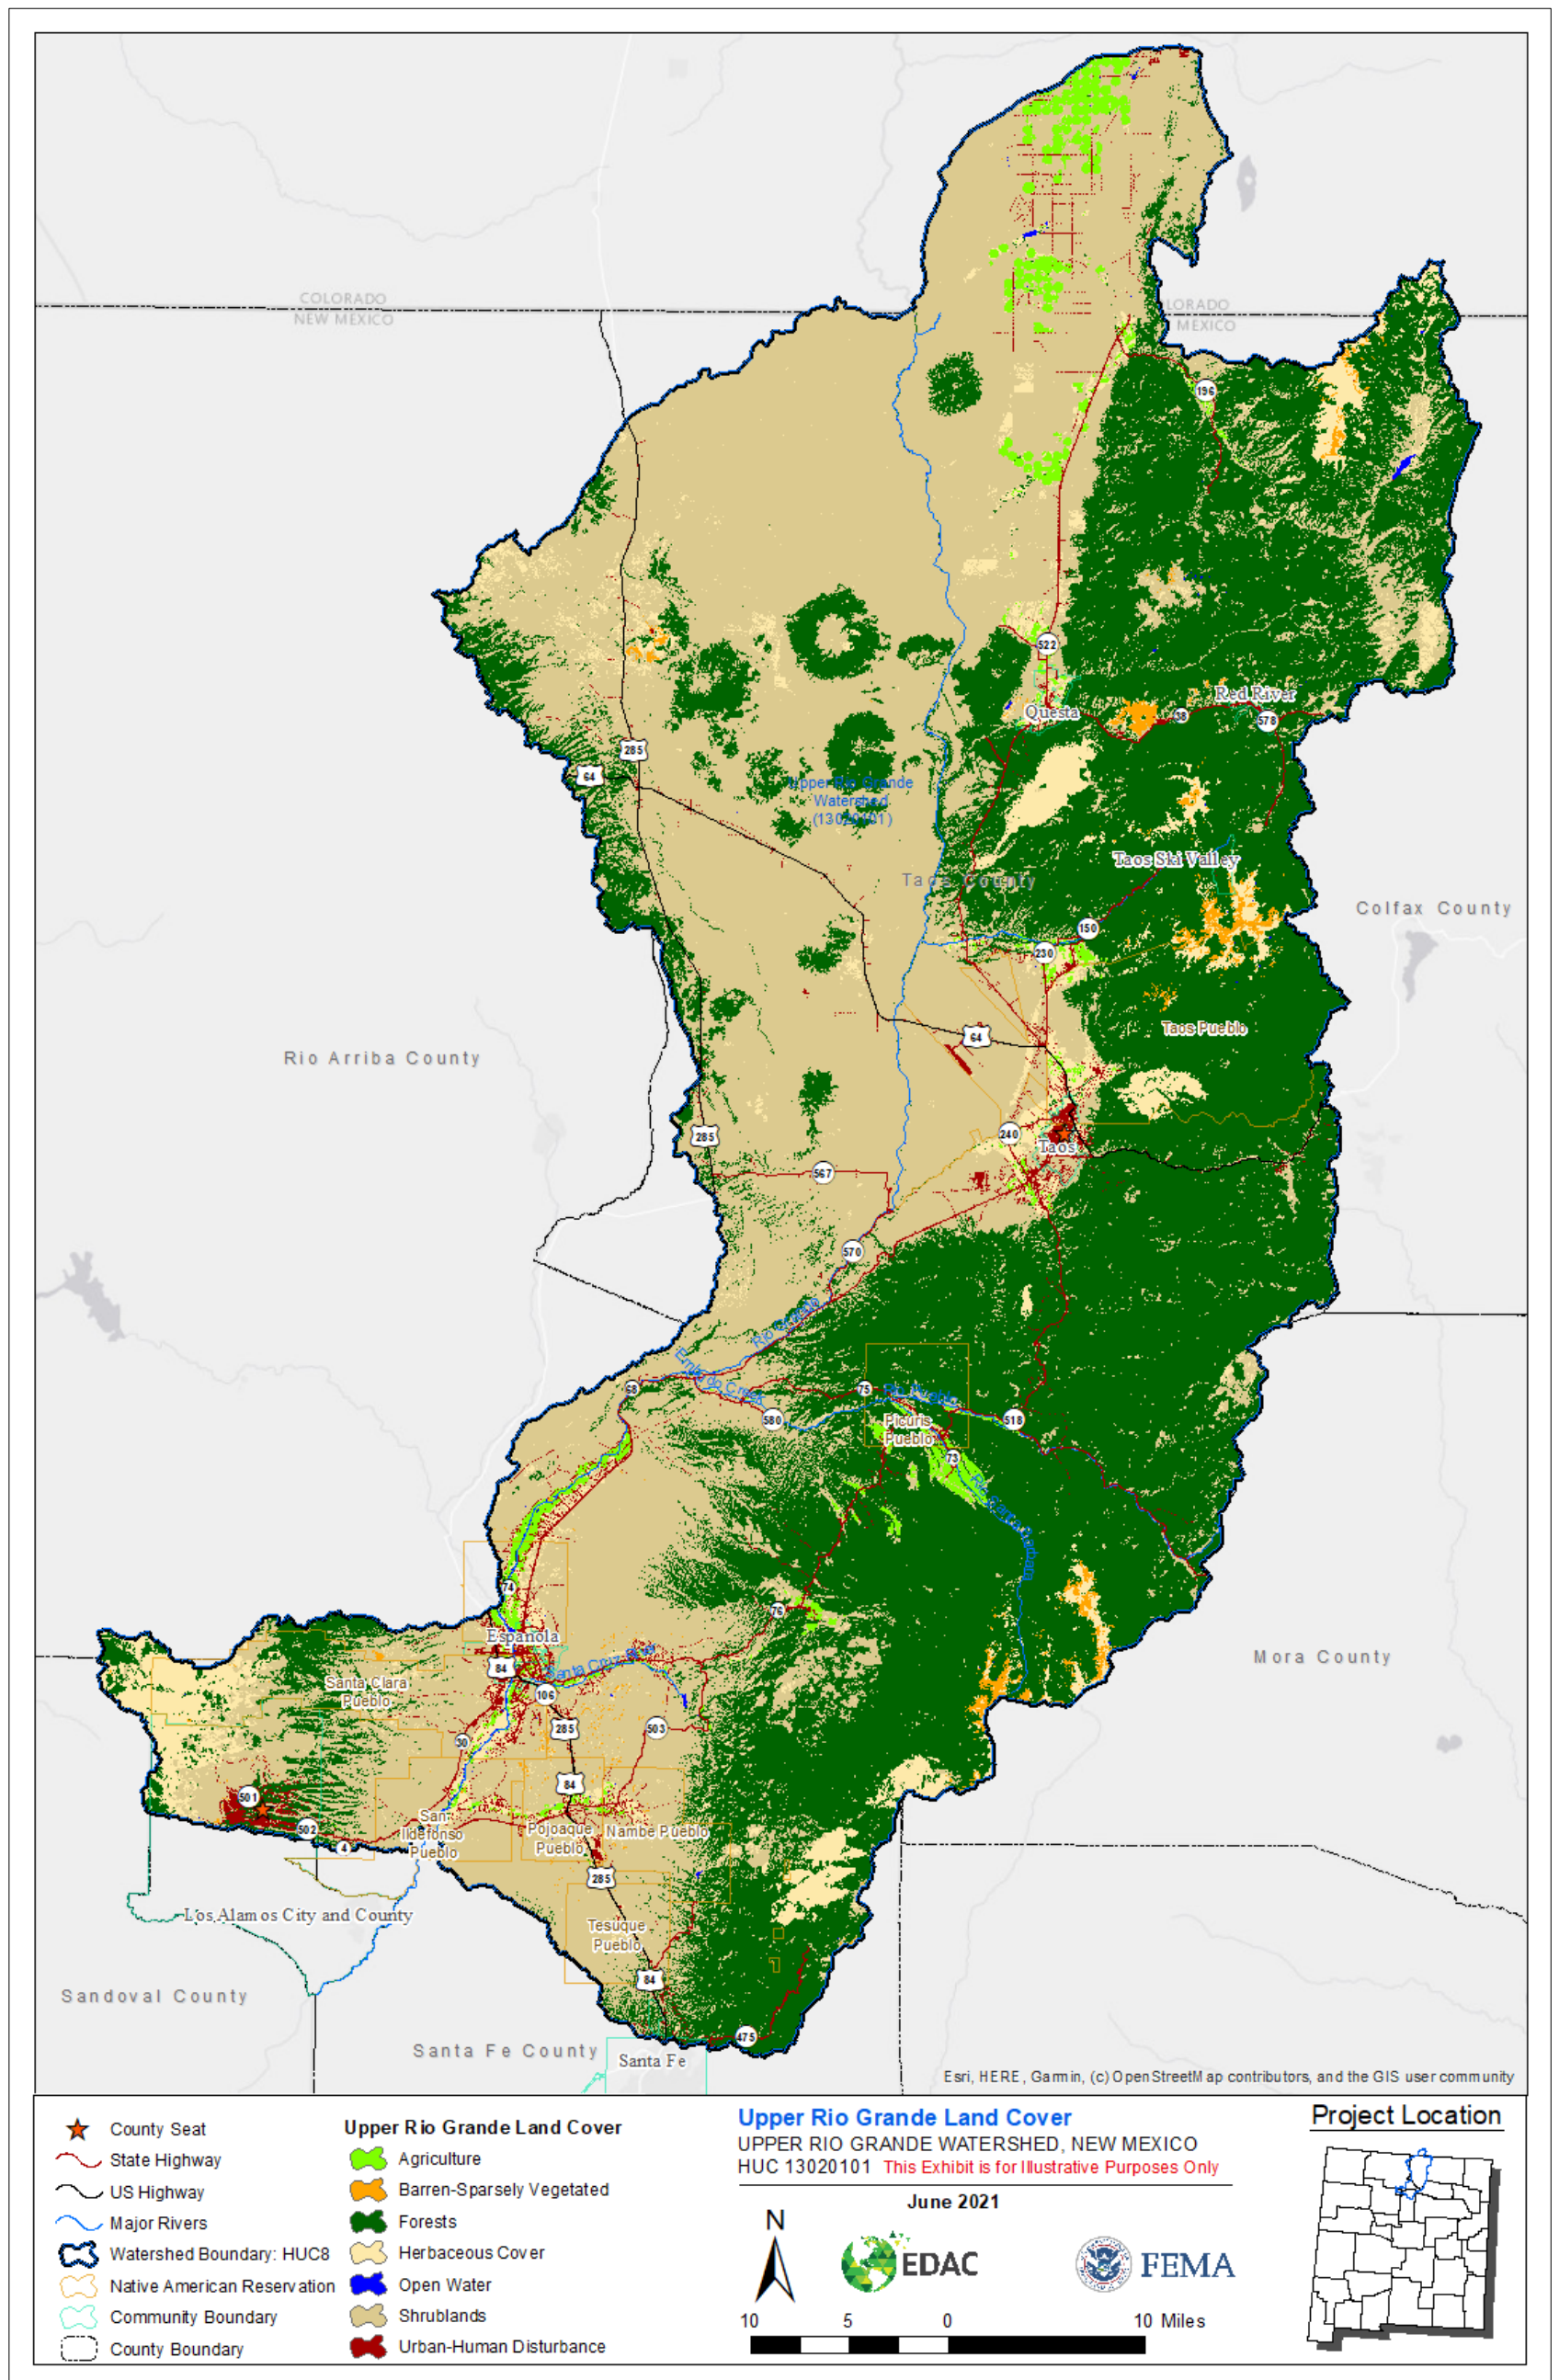 COLORADO
NEW MEXICO
LORADO
MEXICO
196
522
Questa
Red River
38
578
285
64
Upper Rio Grande
Watershed
(13020101)
Taos Ski Valley
Taos County
Colfax County
150
230
Taos Pueblo
64
Rio Arriba County
285
240
Taos
567
570
Rio Grande
Embudo Creek
68
75
Rio Pueblo
580
518
Picuris
Pueblo
73
Rio Santa Barbara
74
76
Española
Santa Cruz River
84
Mora County
Santa Clara
Pueblo
106
285
503
30
84
501
San
Ildefonso
Pueblo
502
Pojoaque
Pueblo
Nambe Pueblo
4
285
Los Alamos City and County
Tesuque
Pueblo
84
Sandoval County
475
Santa Fe County
Santa Fe
Esri, HERE, Garmin, (c) OpenStreetMap contributors, and the GIS user community
County Seat
State Highway
US Highway
Major Rivers
Watershed Boundary: HUC8
Native American Reservation
Community Boundary
County Boundary
Upper Rio Grande Land Cover
Agriculture
Barren-Sparsely Vegetated
Forests
Herbaceous Cover
Open Water
Shrublands
Urban-Human Disturbance
Upper Rio Grande Land Cover
UPPER RIO GRANDE WATERSHED, NEW MEXICO
HUC 13020101 This Exhibit is for Illustrative Purposes Only
June 2021
N
EDAC
FEMA
10 5 0 10 Miles
Project Location